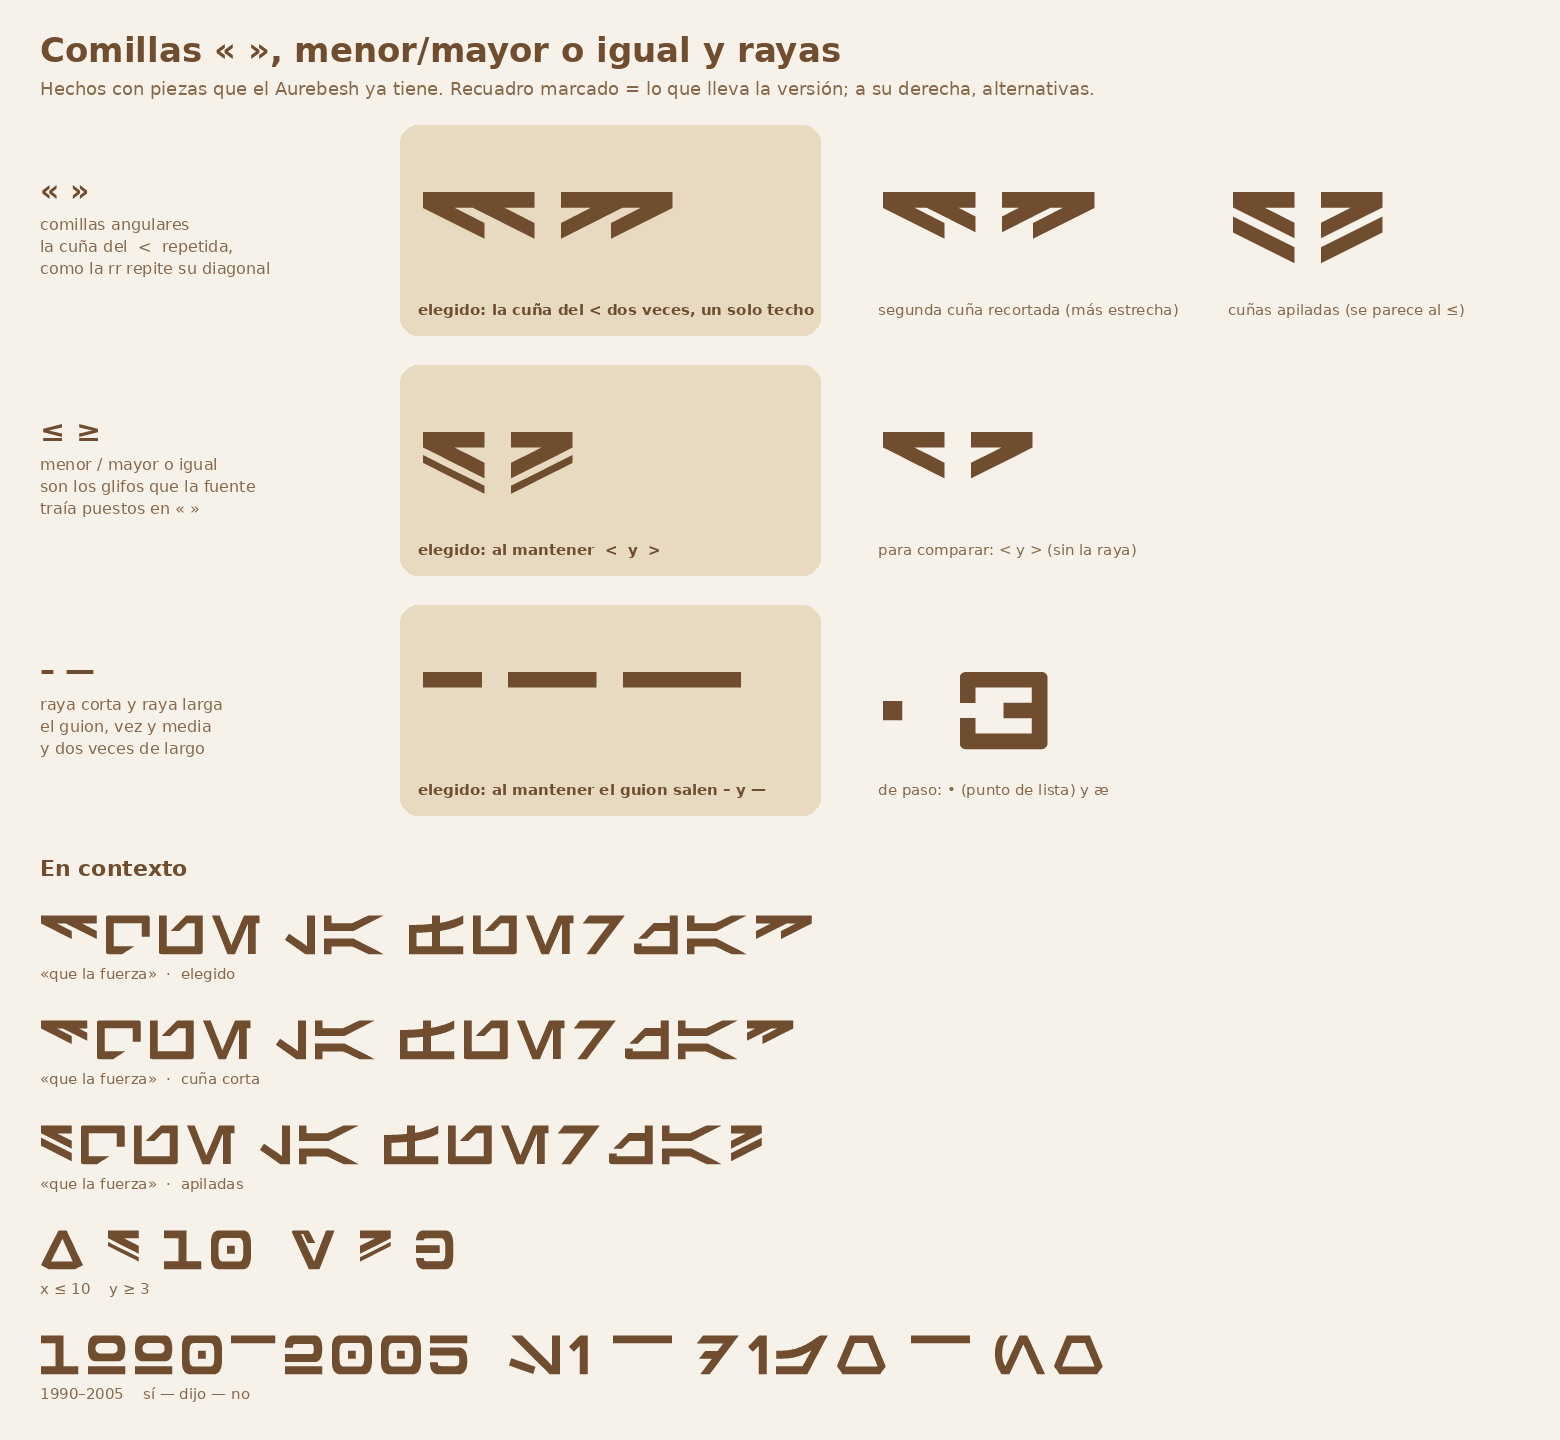 Comillas « », menor/mayor o igual y rayas
Hechos con piezas que el Aurebesh ya tiene. Recuadro marcado = lo que lleva la versión; a su derecha, alternativas.
« »
comillas angulares
la cuña del < repetida,
como la rr repite su diagonal
elegido: la cuña del < dos veces, un solo techo
segunda cuña recortada (más estrecha)
cuñas apiladas (se parece al ≤)
≤ ≥
menor / mayor o igual
son los glifos que la fuente
traía puestos en « »
elegido: al mantener < y >
para comparar: < y > (sin la raya)
– —
raya corta y raya larga
el guion, vez y media
y dos veces de largo
elegido: al mantener el guion salen – y —
de paso: • (punto de lista) y æ
En contexto
«que la fuerza» · elegido
«que la fuerza» · cuña corta
«que la fuerza» · apiladas
x ≤ 10 y ≥ 3
1990–2005 sí — dijo — no